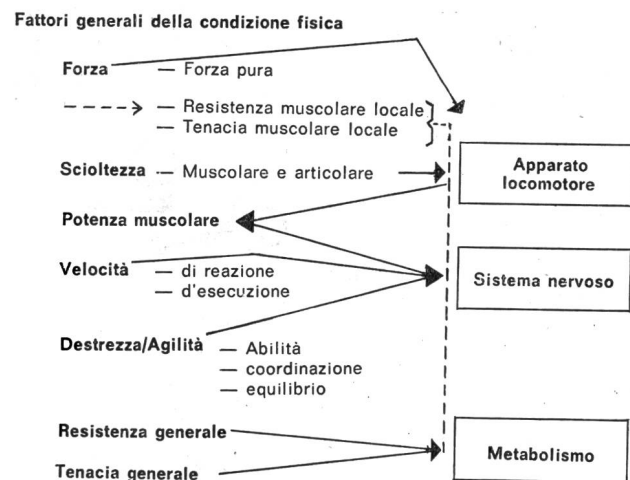 Fattori generali della condizione fisica
Forza — Forza pura
— Resistenza muscolare locale
— Tenacia muscolare locale
Scioltezza — Muscolare e articolare
Apparato
locomotore
Potenza muscolare
Velocità — di reazione
— d'esecuzione
Sistema nervoso
Destrezza/Agilità — Abilità
— coordinazione
— equilibrio
Resistenza generale
Metabolismo
Tenacia generale